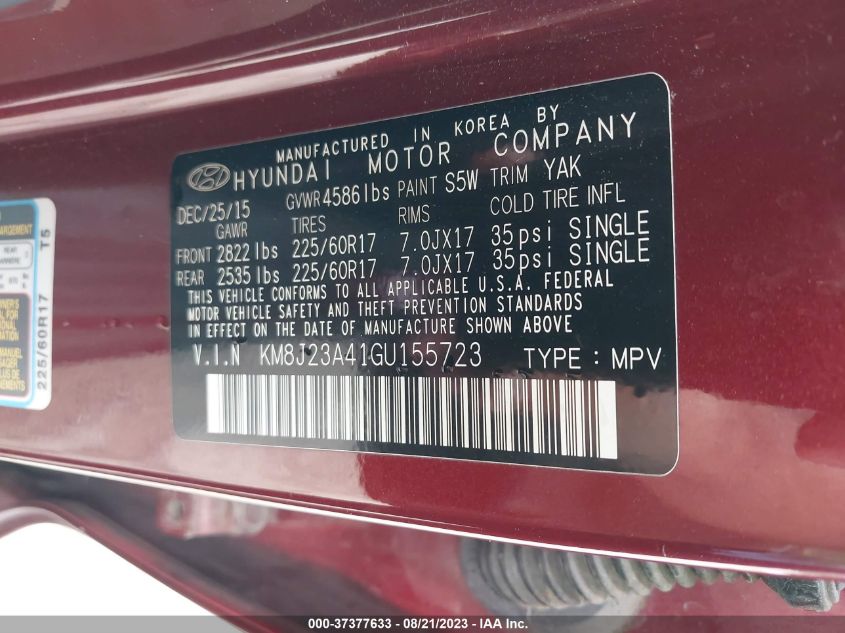 MANUFACTURED IN KOREA BY
HYUNDAI MOTOR COMPANY
DEC/25/15 GVWR 4586lbs PAINT S5W TRIM YAK
GAWR TIRES RIMS COLD TIRE INFL
FRONT 2822 lbs 225/60R17 7.0JX17 35psi SINGLE
REAR 2535 lbs 225/60R17 7.0JX17 35psi SINGLE
THIS VEHICLE CONFORMS TO ALL APPLICABLE U.S.A. FEDERAL
MOTOR VEHICLE SAFETY AND THEFT PREVENTION STANDARDS
IN EFFECT ON THE DATE OF MANUFACTURE SHOWN ABOVE.
V.I.N KM8J23A41GU155723 TYPE : MPV
225/60R17 T5
000-37377633 / 08/21/2023 - IAA Inc.